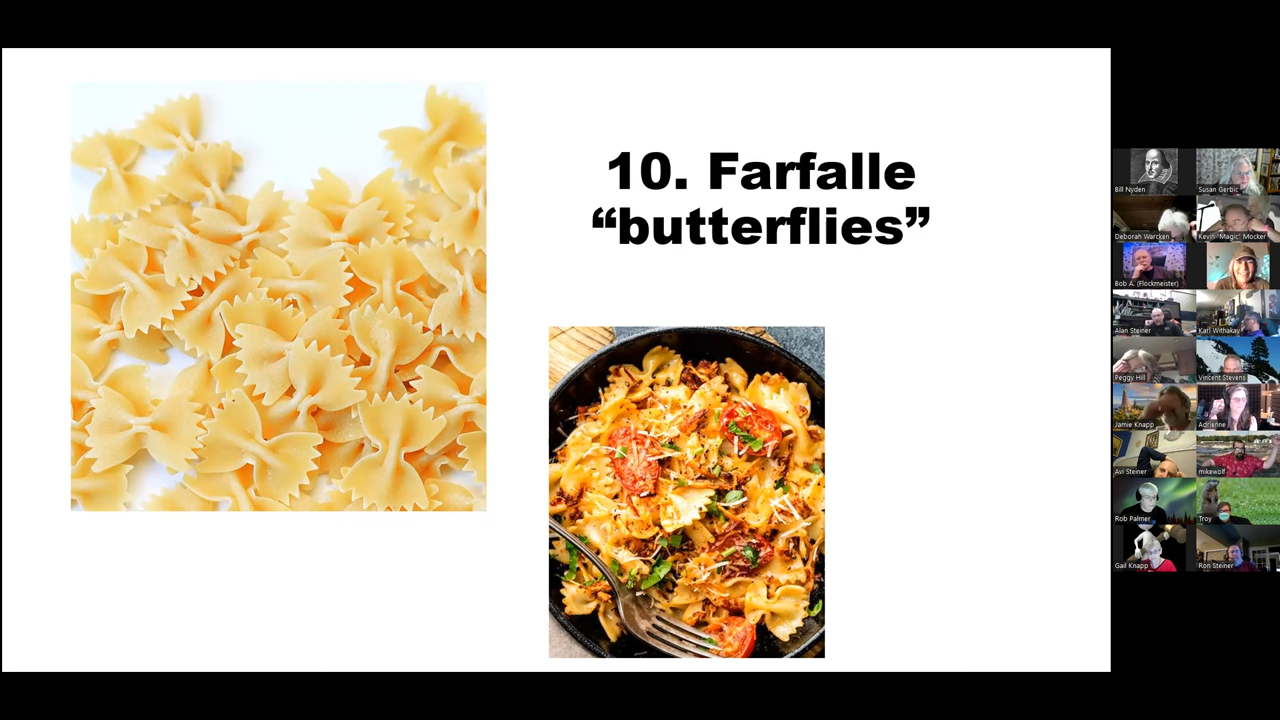 10. Farfalle
“butterflies”
Bill Nyden
Susan Gerbic
Deborah Warcken
Kevin "Magic" Mocker
Bob A. (Flockmeister)
Alan Steiner
Karl Withakay
Peggy Hill
Vincent Stevens
Jamie Knapp
Adrienne
Avi Steiner
mikewolf
Rob Palmer
Troy
Gail Knapp
Ron Steiner